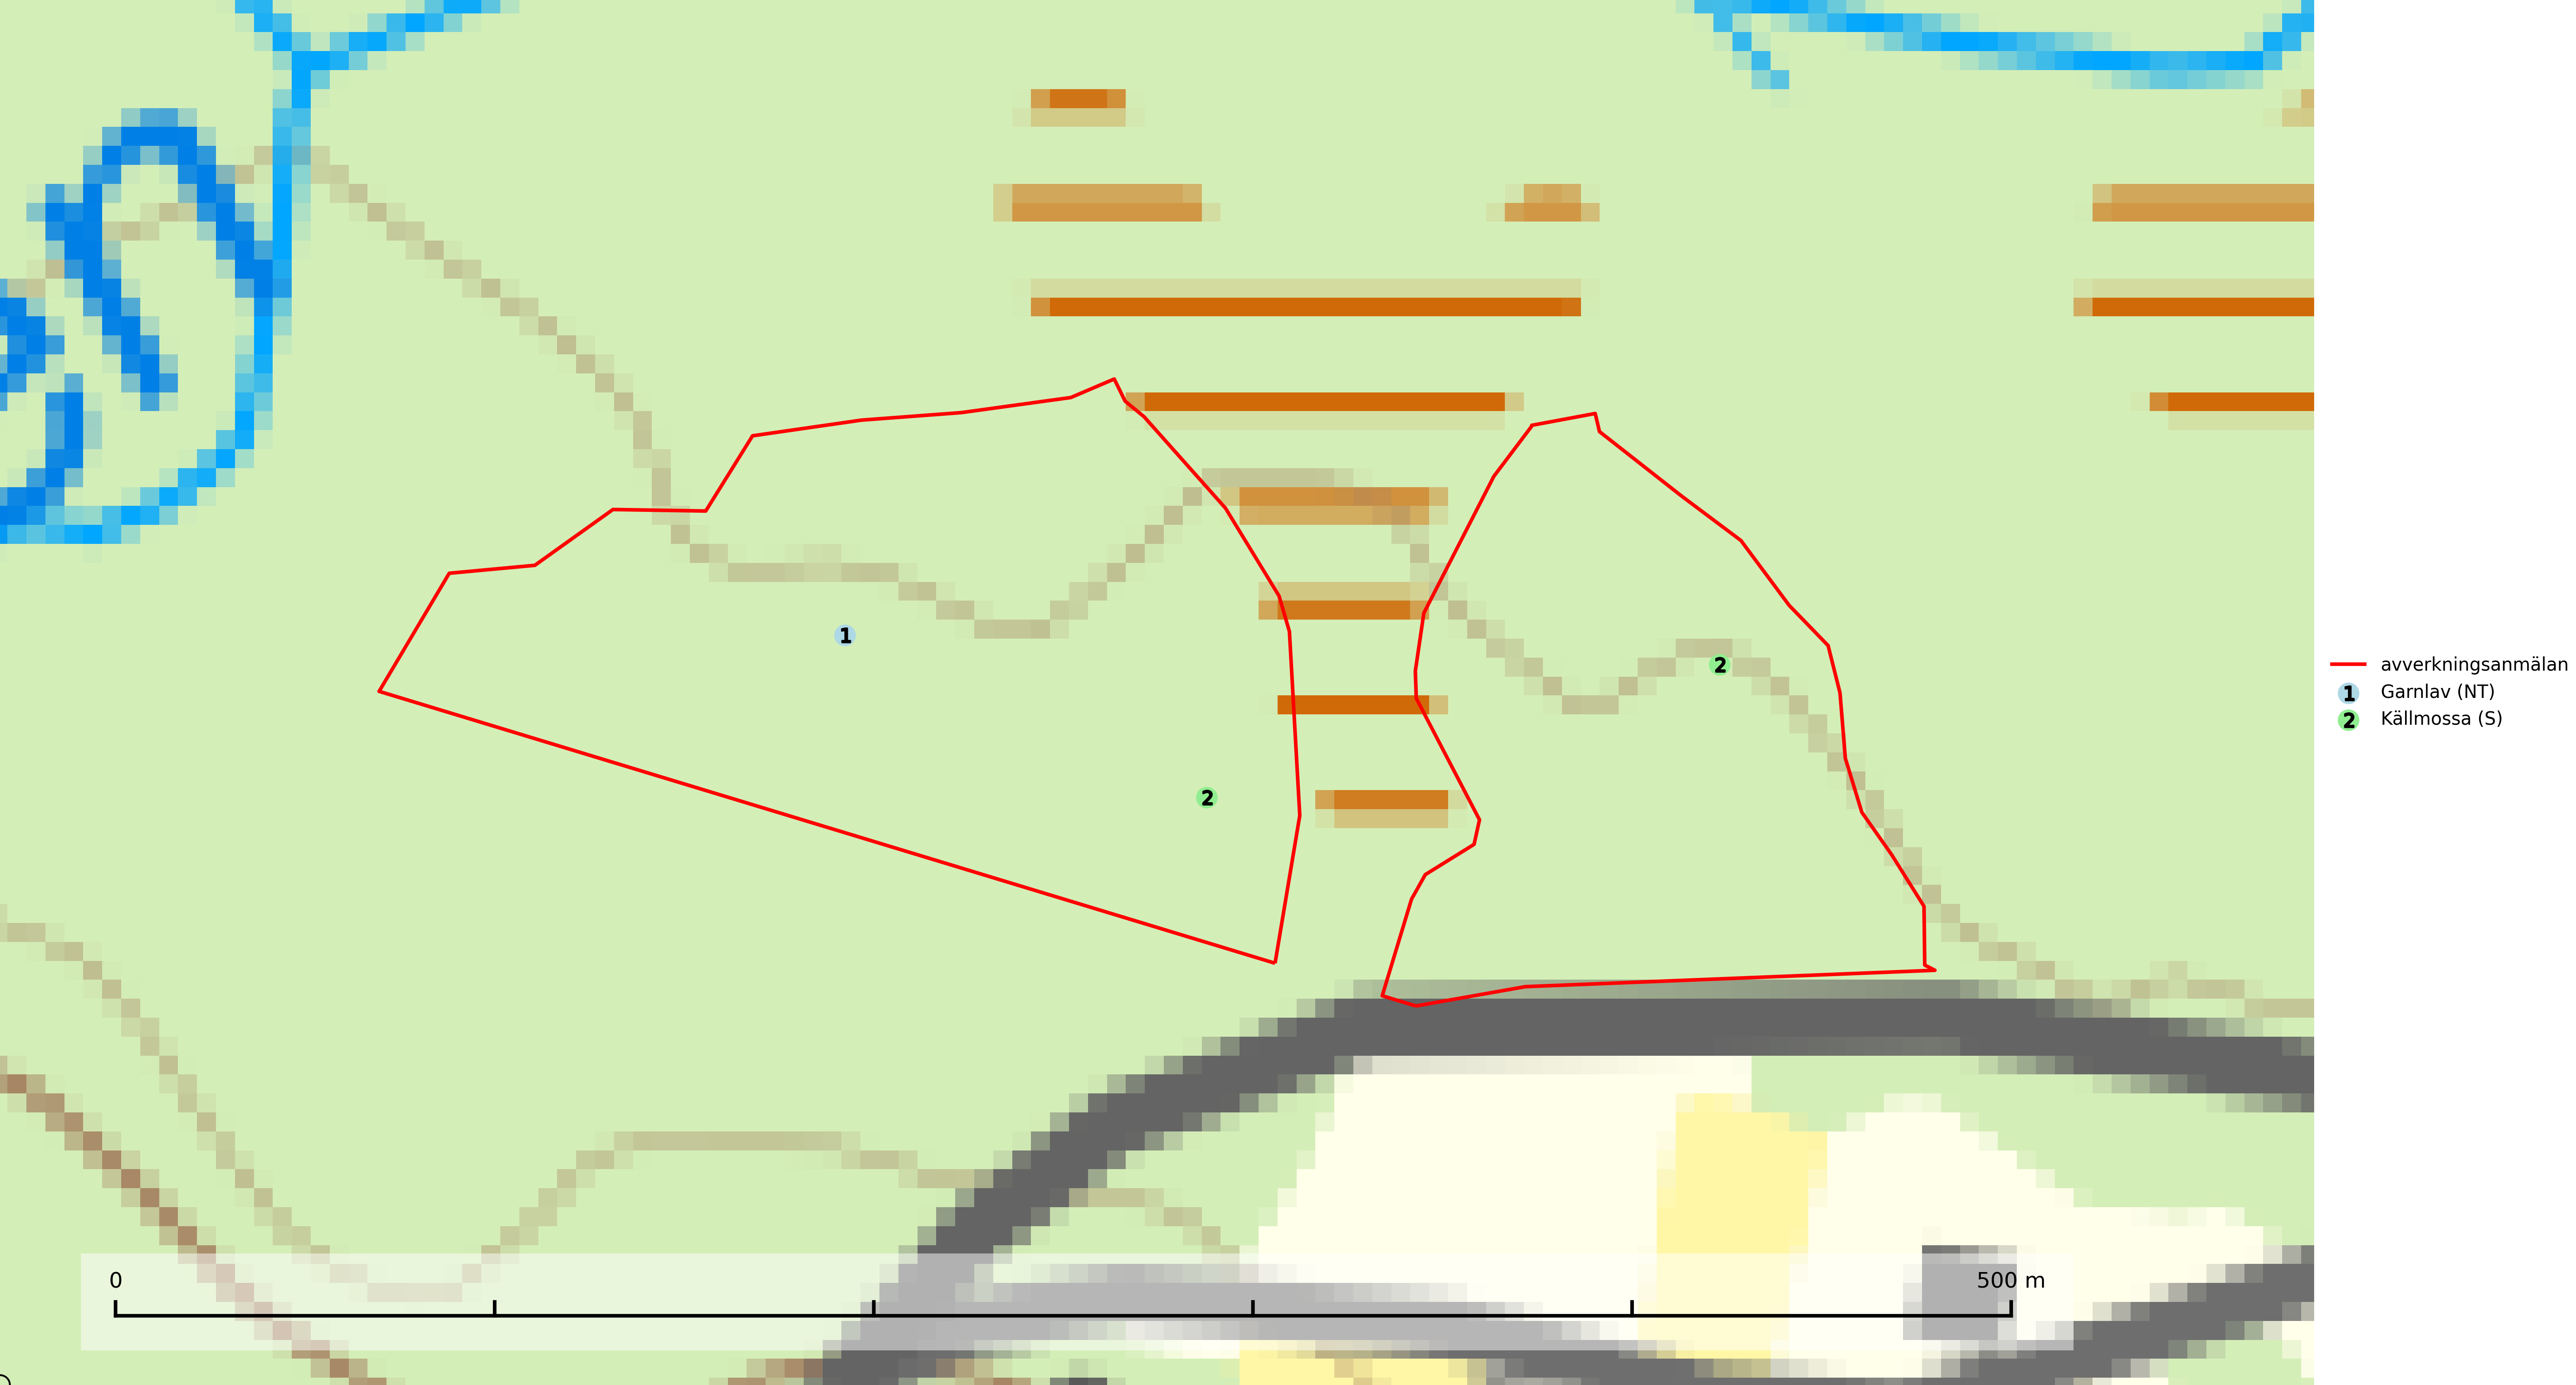 1
2
2
avverkningsanmälan
1 Garnlav (NT)
2 Källmossa (S)
0 500 m